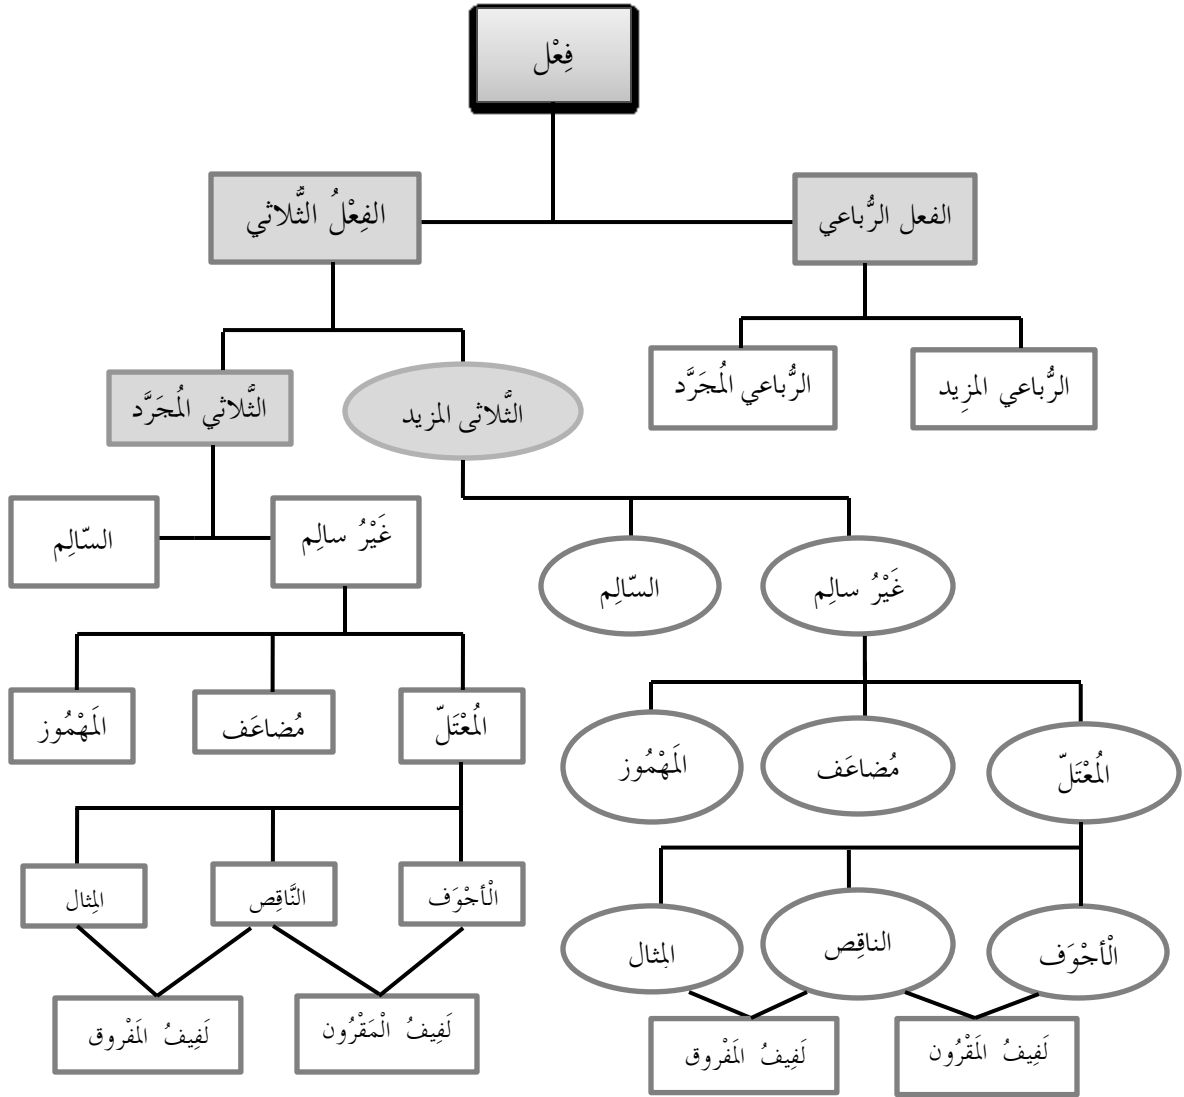 فِعْل
الفعل الرُّباعي
الفِعْلُ الثُّلاثي
الرُّباعي المزِيد
الرُّباعي المُجَرَّد
الثَّلاثى المزيد
الثَّلاثي المُجَرَّد
غَيْرُ سالِم
السّالِم
غَيْرُ سالِم
السّالِم
المُعْتَلّ
مُضاعَف
المَهْمُوز
المُعْتَلّ
مُضاعَف
المَهْمُوز
الْأجْوَف
النَّاقِص
المِثال
الْأجْوَف
الناقِص
المِثال
لَفِيفُ الْمَقْرُون
لَفِيفُ المَفْروق
لَفِيفُ المَقْرُون
لَفِيفُ المَفْروق